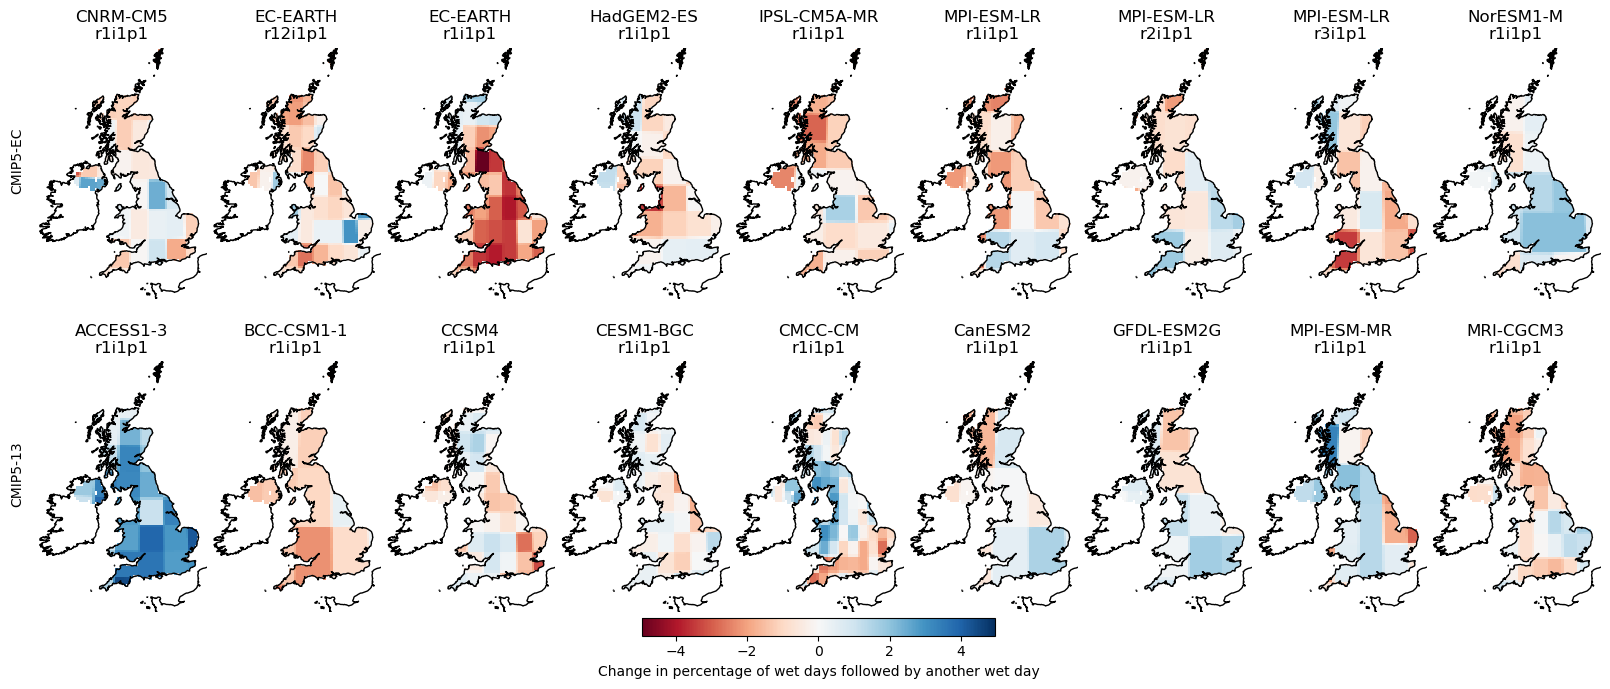 CNRM-CM5
r1i1p1
EC-EARTH
r12i1p1
EC-EARTH
r1i1p1
HadGEM2-ES
r1i1p1
IPSL-CM5A-MR
r1i1p1
MPI-ESM-LR
r1i1p1
MPI-ESM-LR
r2i1p1
MPI-ESM-LR
r3i1p1
NorESM1-M
r1i1p1
CMIP5-EC
ACCESS1-3
r1i1p1
BCC-CSM1-1
r1i1p1
CCSM4
r1i1p1
CESM1-BGC
r1i1p1
CMCC-CM
r1i1p1
CanESM2
r1i1p1
GFDL-ESM2G
r1i1p1
MPI-ESM-MR
r1i1p1
MRI-CGCM3
r1i1p1
CMIP5-13
−4 −2 0 2 4
Change in percentage of wet days followed by another wet day